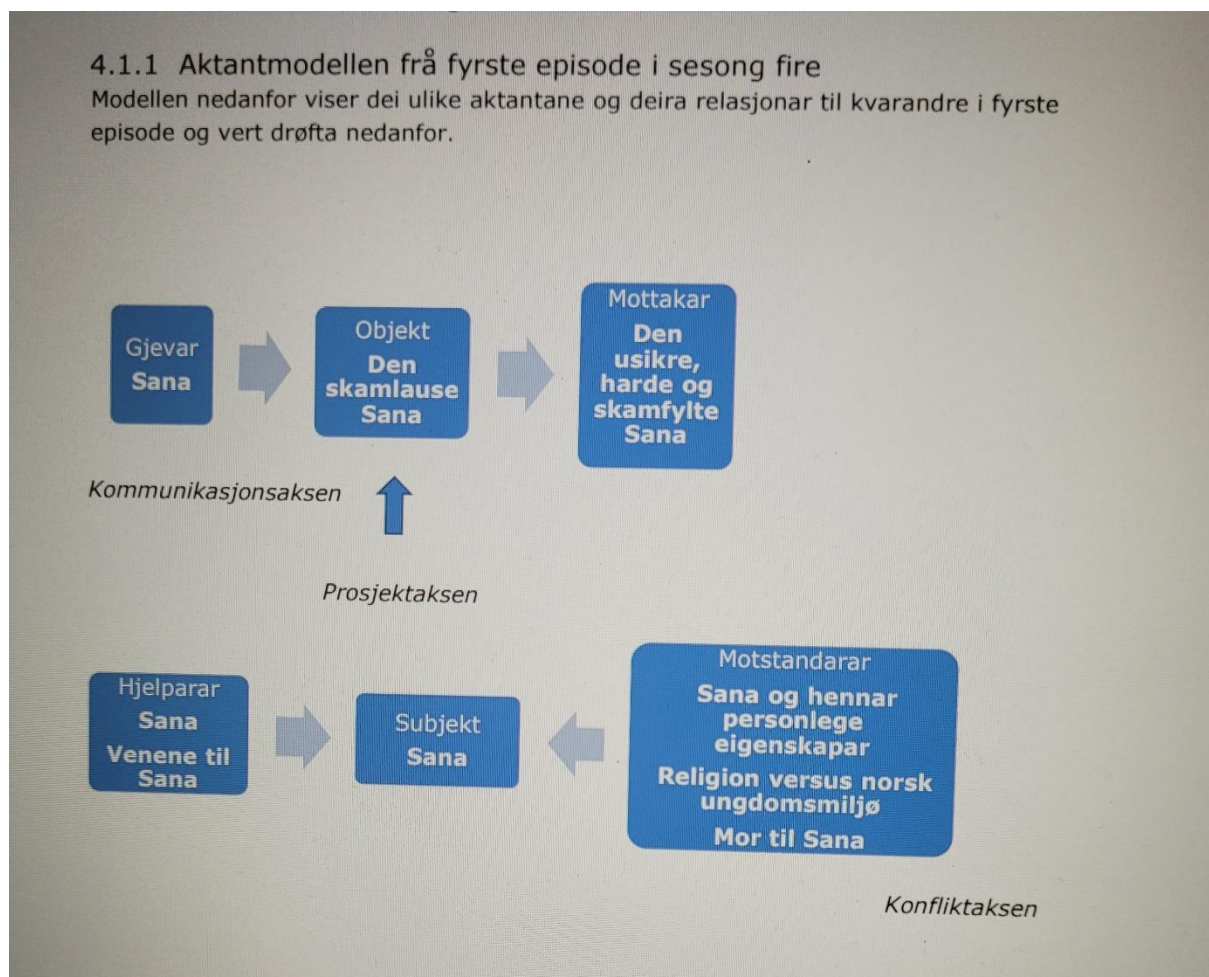 4.1.1 Aktantmodellen frå fyrste episode i sesong fire
Modellen nedanfor viser dei ulike aktantane og deira relasjonar til kvarandre i fyrste
episode og vert drøfta nedanfor.
Gjevar
Sana
Objekt
Den
skamlause
Sana
Mottakar
Den
usikre,
harde og
skamfylte
Sana
Kommunikasjonsaksen
Prosjektaksen
Hjelparar
Sana
Venene til
Sana
Subjekt
Sana
Motstandarar
Sana og hennar
personlege
eigenskapar
Religion versus norsk
ungdomsmiljø
Mor til Sana
Konfliktaksen